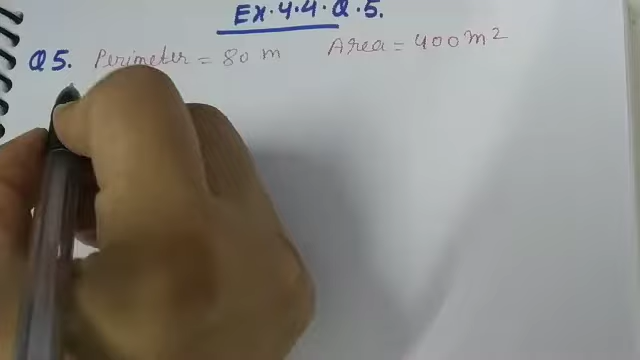 Ex.4.4.Q.5.
Q5. Perimeter = 80 m Area = 400 m²